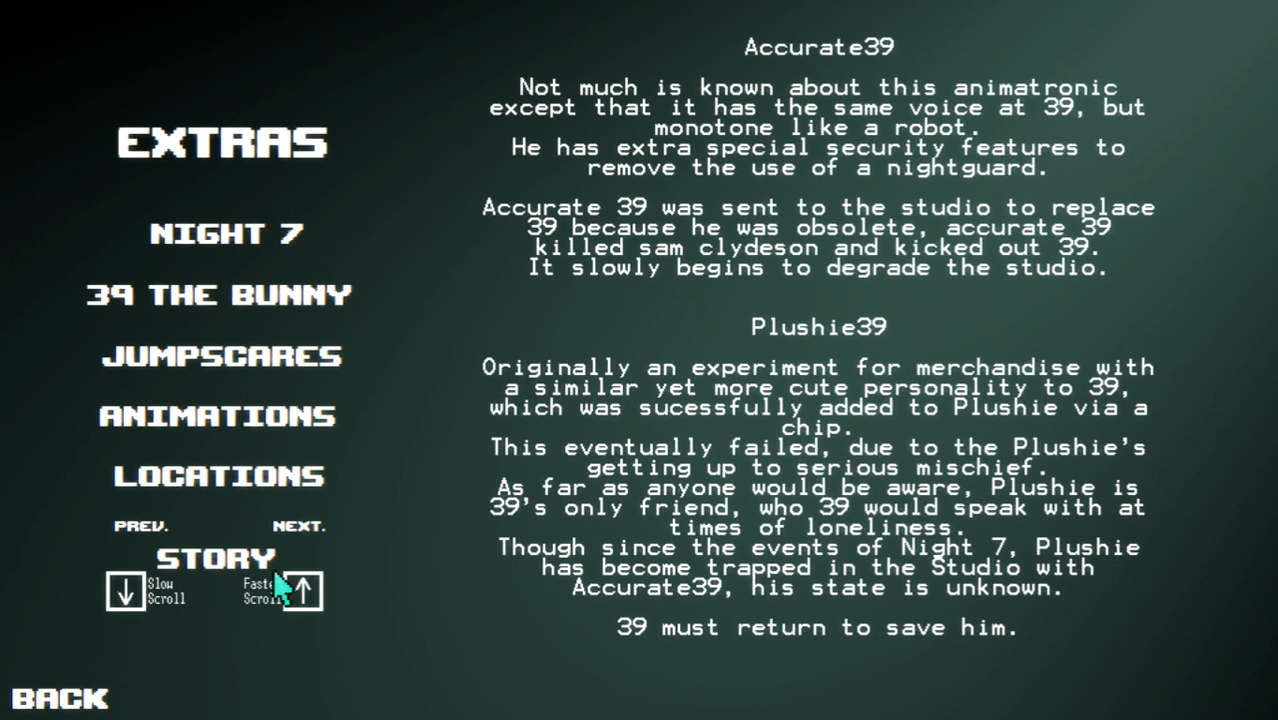 EXTRAS
NIGHT 7
39 THE BUNNY
JUMPSCARES
ANIMATIONS
LOCATIONS
PREV. NEXT.
STORY
Slow Scroll
BACK
Accurate39
Not much is known about this animatronic
except that it has the same voice at 39, but
monotone like a robot.
He has extra special security features to
remove the use of a nightguard.
Accurate 39 was sent to the studio to replace
39 because he was obsolete, accurate 39
killed sam clydeson and kicked out 39.
It slowly begins to degrade the studio.
Plushie39
Originally an experiment for merchandise with
a similar yet more cute personality to 39,
which was sucessfully added to Plushie via a
chip.
This eventually failed, due to the Plushie's
getting up to serious mischief.
As far as anyone would be aware, Plushie is
39's only friend, who 39 would speak with at
times of loneliness.
Though since the events of Night 7, Plushie
has become trapped in the Studio with
Accurate39, his state is unknown.
39 must return to save him.